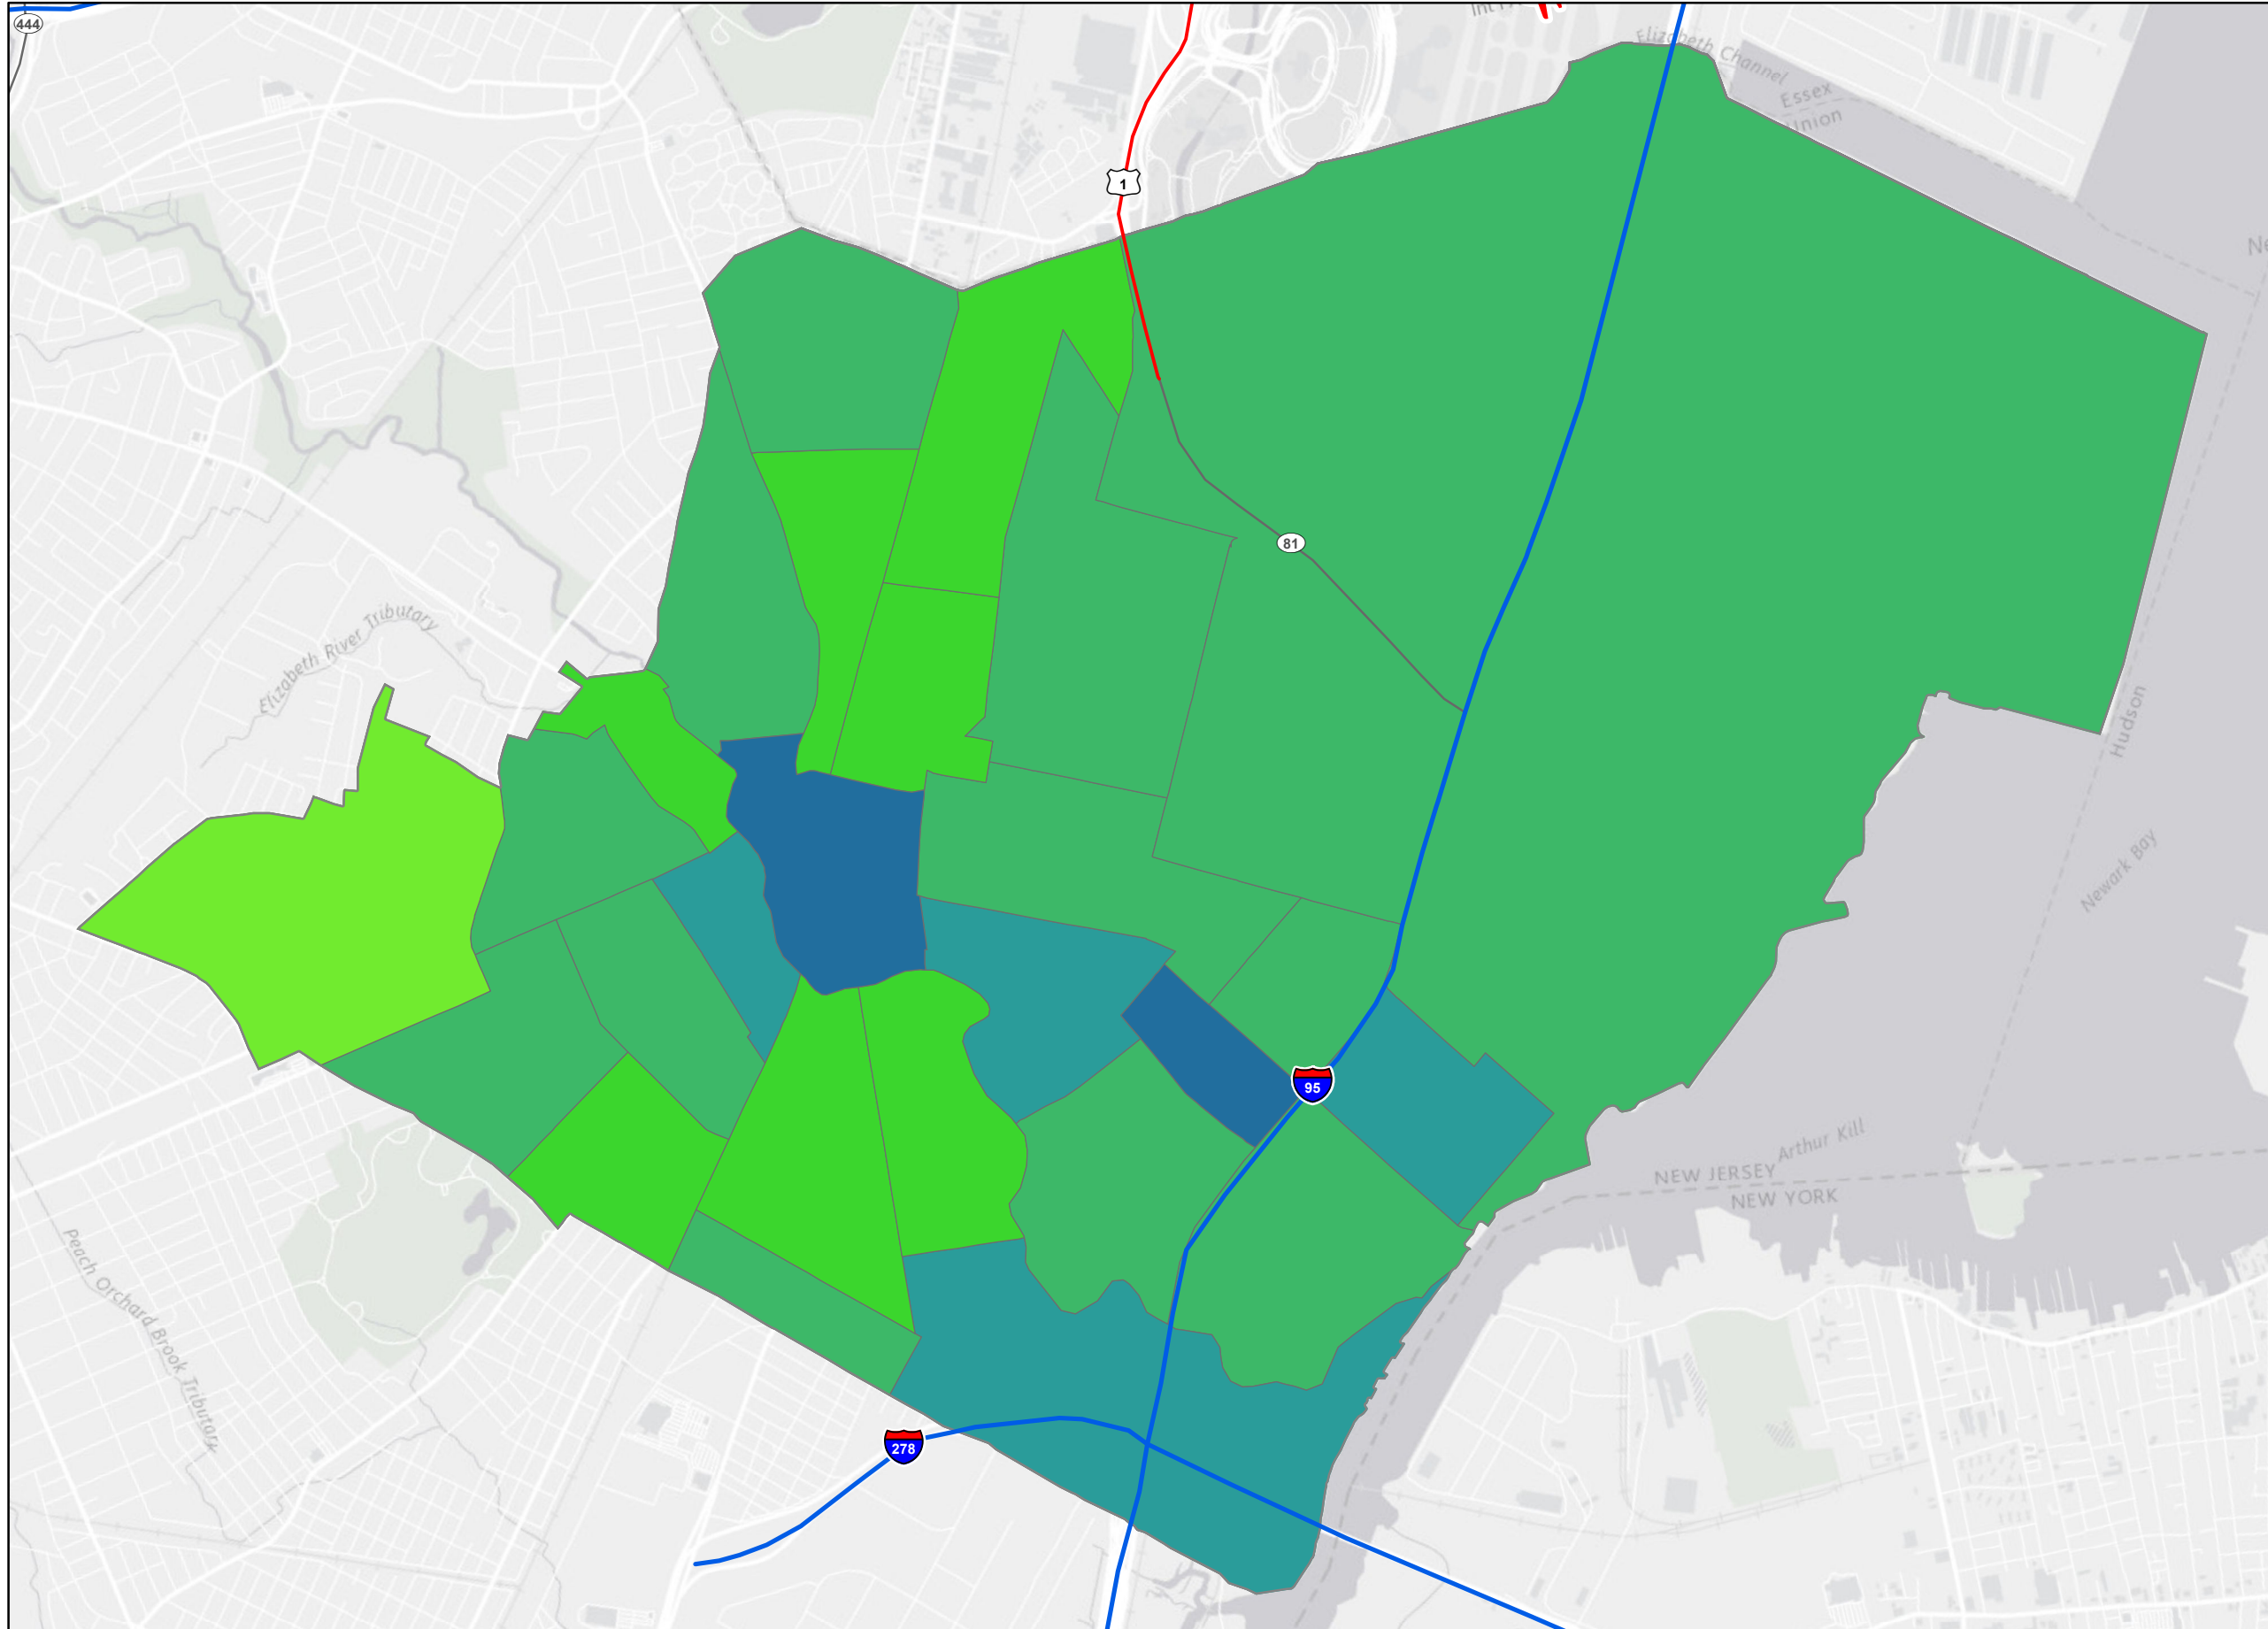 444
Elizabeth Channel
Essex
Union
1
81
Elizabeth River Tributary
Hudson
Newark Bay
95
Arthur Kill
NEW JERSEY
NEW YORK
Peach Orchard Brook Tributary
278